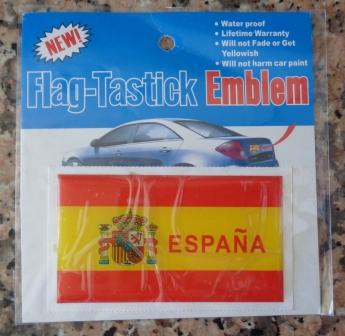 NEW!
• Water proof
• Lifetime Warranty
• Will not Fade or Get
Yellowish
• Will not harm car paint
Flag-Tastick Emblem
ESPAÑA